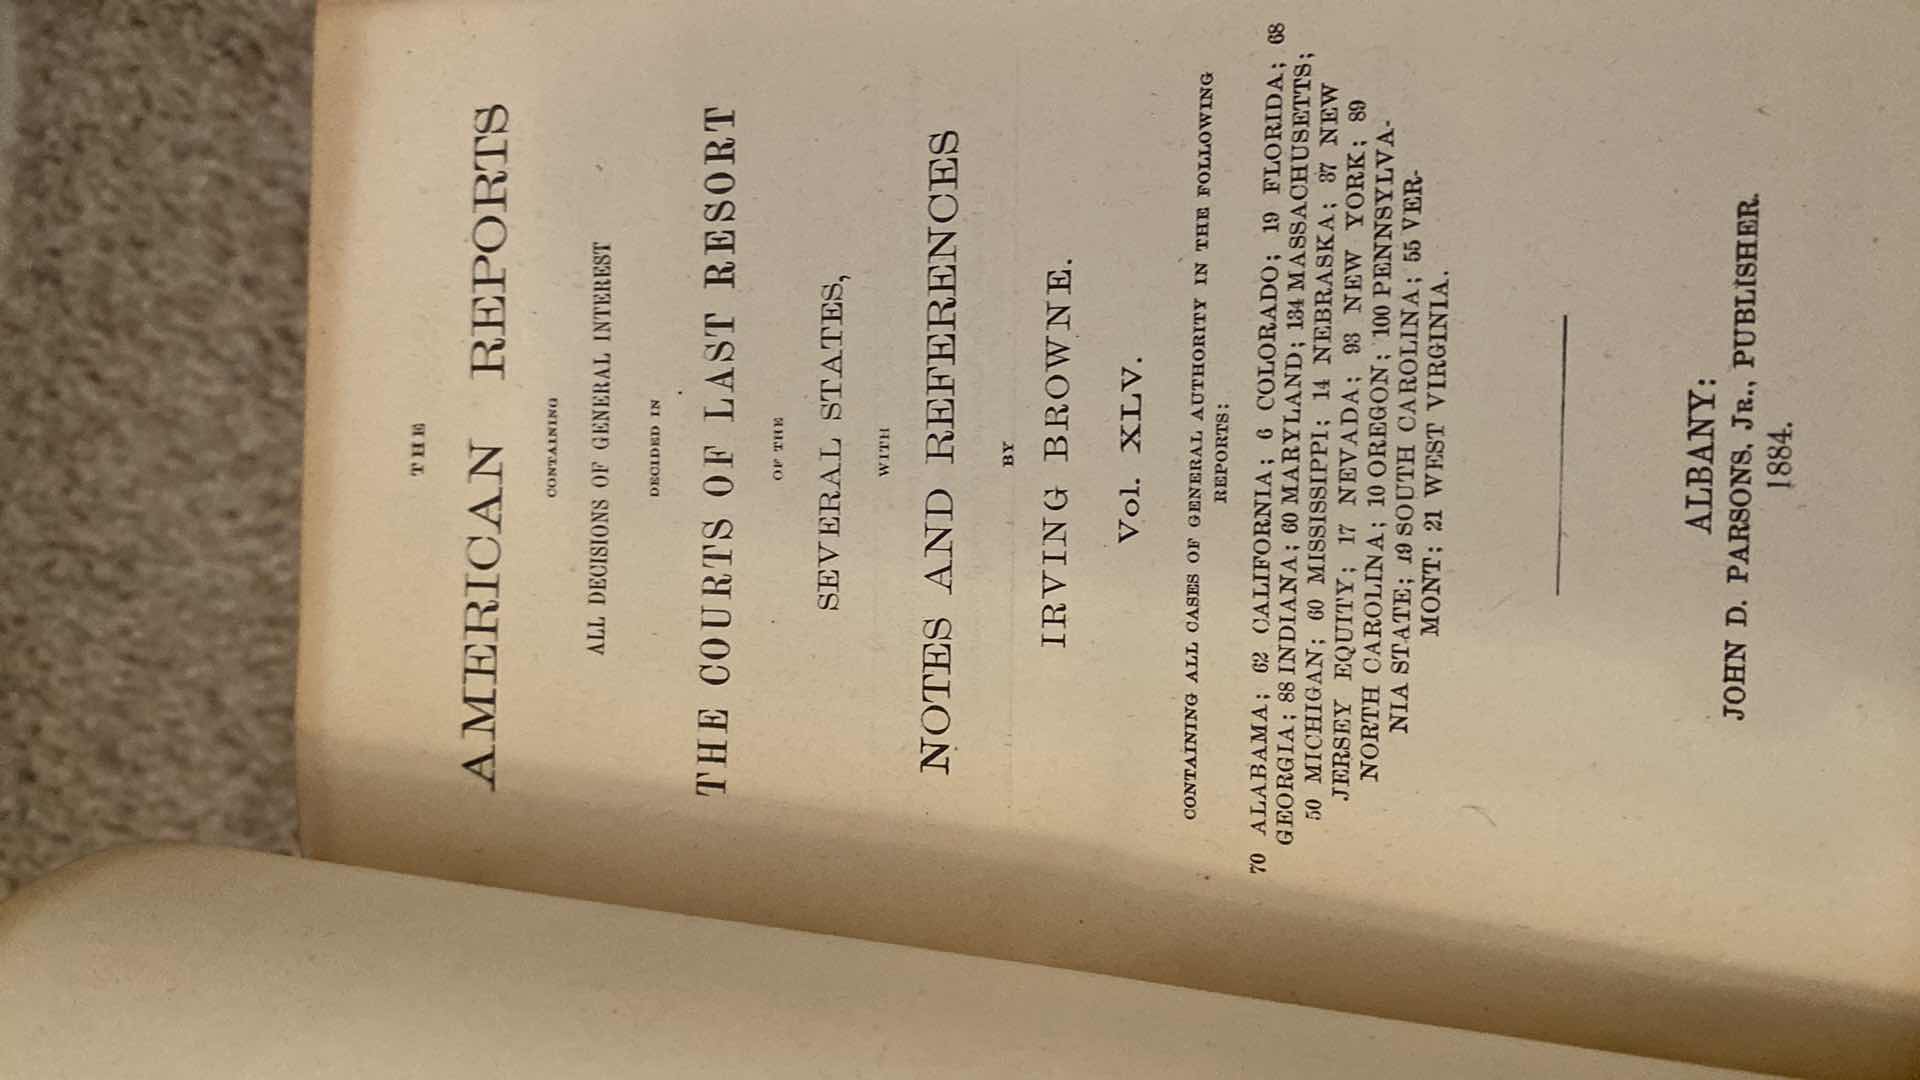 THE
AMERICAN REPORTS
CONTAINING
ALL DECISIONS OF GENERAL INTEREST
DECIDED IN
THE COURTS OF LAST RESORT
OF THE
SEVERAL STATES,
WITH
NOTES AND REFERENCES
BY
IRVING BROWNE.
Vol. XLV.
CONTAINING ALL CASES OF GENERAL AUTHORITY IN THE FOLLOWING
REPORTS:
70 ALABAMA; 62 CALIFORNIA; 6 COLORADO; 19 FLORIDA; 68
GEORGIA; 88 INDIANA; 60 MARYLAND; 134 MASSACHUSETTS;
50 MICHIGAN; 60 MISSISSIPPI; 14 NEBRASKA; 37 NEW
JERSEY EQUITY; 17 NEVADA; 93 NEW YORK; 89
NORTH CAROLINA; 10 OREGON; 100 PENNSYLVA-
NIA STATE; 19 SOUTH CAROLINA; 55 VER-
MONT; 21 WEST VIRGINIA.
ALBANY:
JOHN D. PARSONS, JR., PUBLISHER.
1884.